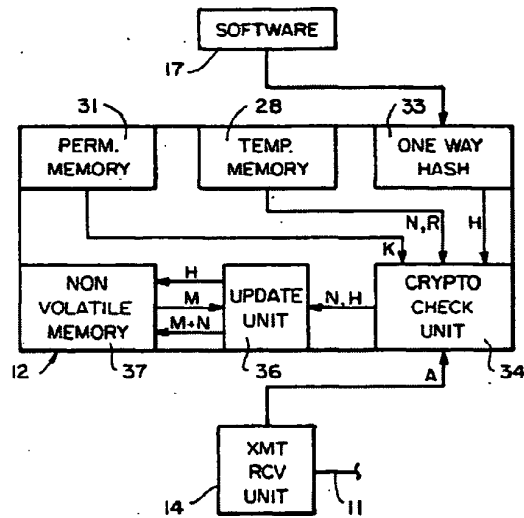 SOFTWARE
17
31
28
33
PERM.
MEMORY
TEMP.
MEMORY
ONE WAY
HASH
N,R
H
K
NON
VOLATILE
MEMORY
H
M
M+N
UPDATE
UNIT
N,H
CRYPTO
CHECK
UNIT
12
37
36
34
A
XMT
RCV
UNIT
14
11